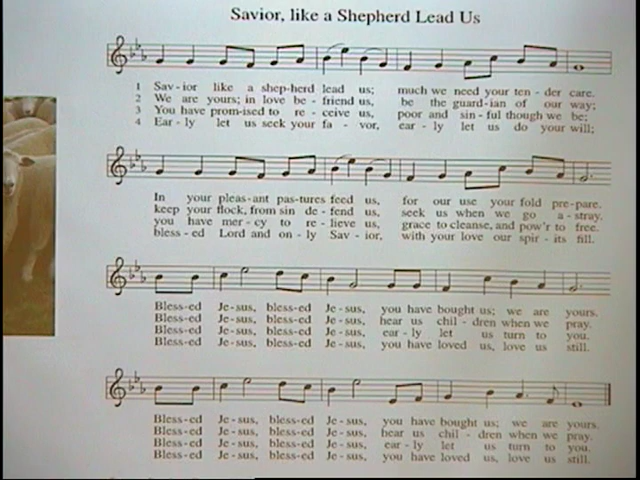 Savior, like a Shepherd Lead Us
1 Sav - ior like a shep-herd lead us; much we need your ten - der care.
2 We are yours; in love be - friend us, be the guard-ian of our way;
3 You have prom-ised to re - ceive us, poor and sin - ful though we be;
4 Ear - ly let us seek your fa - vor, ear - ly let us do your will;
In your pleas-ant pas-tures feed us, for our use your fold pre-pare.
keep your flock, from sin de - fend us, seek us when we go a - stray.
you have mer - cy to re - lieve us, grace to cleanse, and pow'r to free.
bless - ed Lord and on - ly Sav - ior, with your love our spir - its fill.
Bless-ed Je-sus, bless-ed Je-sus, you have bought us; we are yours.
Bless-ed Je-sus, bless-ed Je-sus, hear us chil - dren when we pray.
Bless-ed Je-sus, bless-ed Je-sus, ear - ly let us turn to you.
Bless-ed Je-sus, bless-ed Je-sus, you have loved us, love us still.
Bless-ed Je-sus, bless-ed Je-sus, you have bought us; we are yours.
Bless-ed Je-sus, bless-ed Je-sus, hear us chil - dren when we pray.
Bless-ed Je-sus, bless-ed Je-sus, ear - ly let us turn to you.
Bless-ed Je-sus, bless-ed Je-sus, you have loved us, love us still.